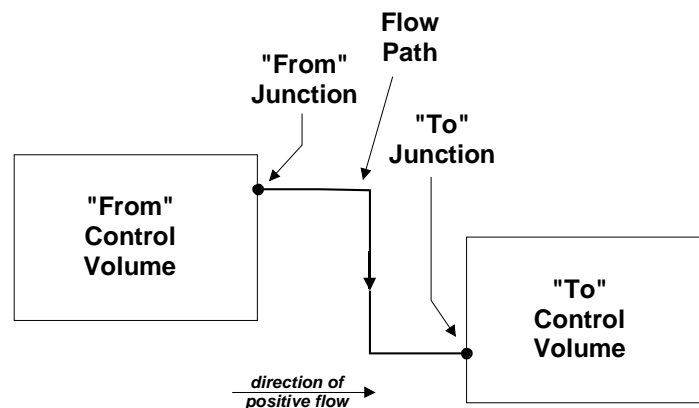 Flow
Path
"From"
Junction
"To"
Junction
"From"
Control
Volume
"To"
Control
Volume
direction of
positive flow